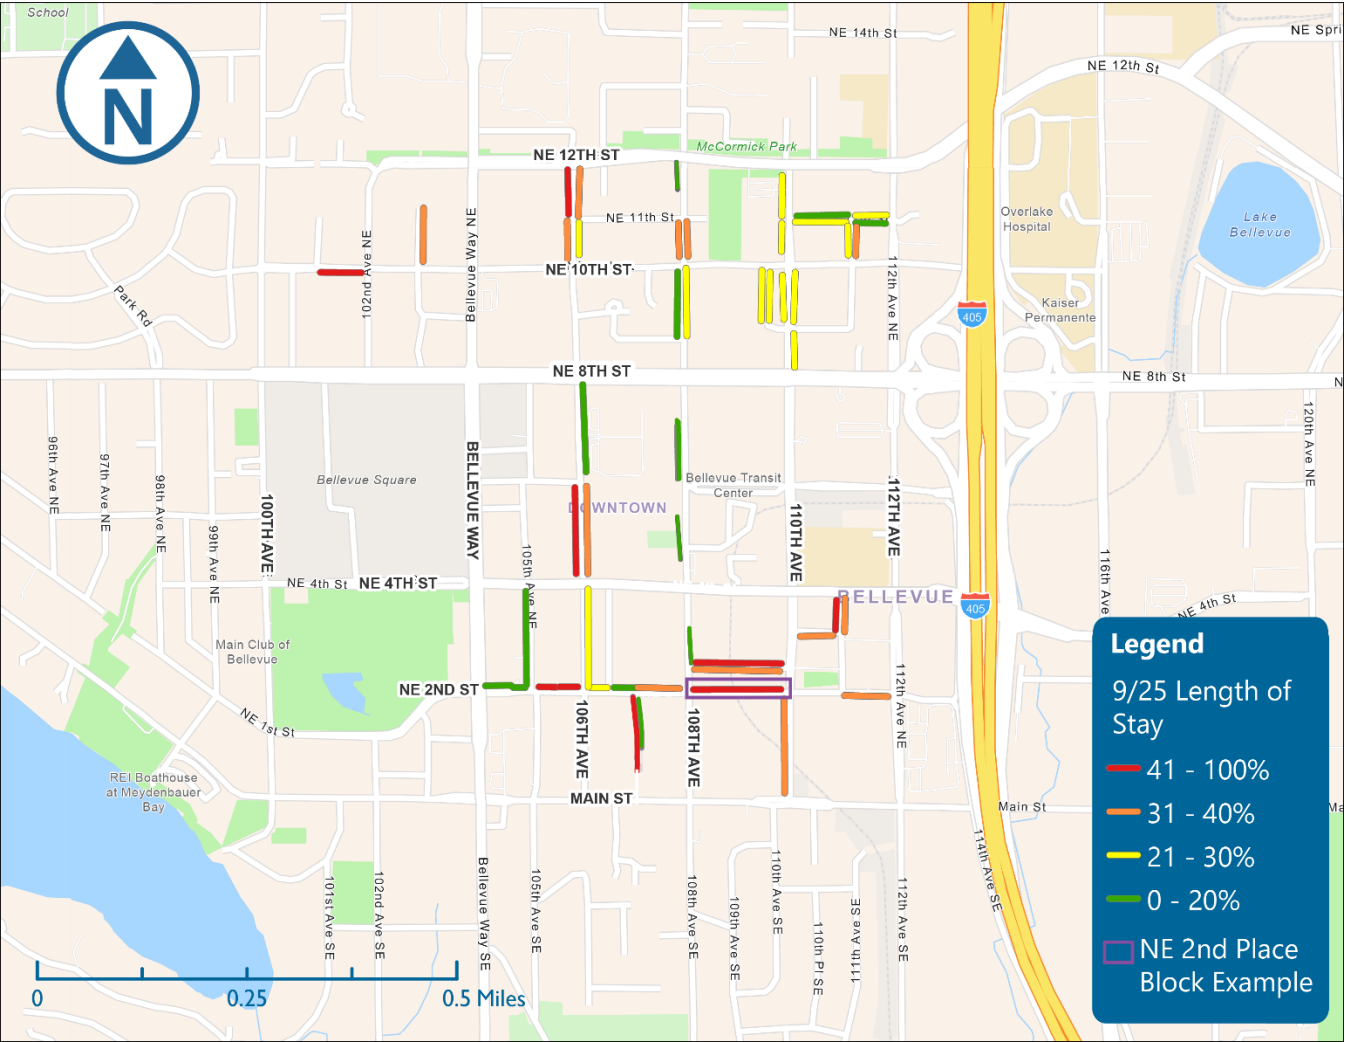 School
N
NE 14th St
NE Spri
NE 12th St
NE 12TH ST
McCormick Park
NE 11th St
Overlake
Hospital
Lake
Bellevue
102nd Ave NE
Bellevue Way NE
NE 10TH ST
112th Ave NE
Park Rd
Kaiser
Permanente
405
NE 8TH ST
NE 8th St
N
96th Ave NE
97th Ave NE
98th Ave NE
99th Ave NE
100TH AVE
Bellevue Square
BELLEVUE WAY
DOWNTOWN
Bellevue Transit
Center
110TH AVE
112TH AVE
120th Ave NE
116th Ave
105th Ave NE
NE 4th St
NE 4TH ST
BELLEVUE
405
NE 4th St
Main Club of
Bellevue
NE 2ND ST
NE 1st St
106TH AVE
108TH AVE
112th Ave NE
REI Boathouse
at Meydenbauer
Bay
MAIN ST
Main St
Ma
101st Ave SE
102nd Ave SE
Bellevue Way SE
105th Ave SE
108th Ave SE
109th Ave SE
110th Ave SE
110th Pl SE
111th Ave SE
112th Ave SE
114th Ave SE
0
0.25
0.5 Miles
Legend
9/25 Length of
Stay
41 - 100%
31 - 40%
21 - 30%
0 - 20%
NE 2nd Place
Block Example